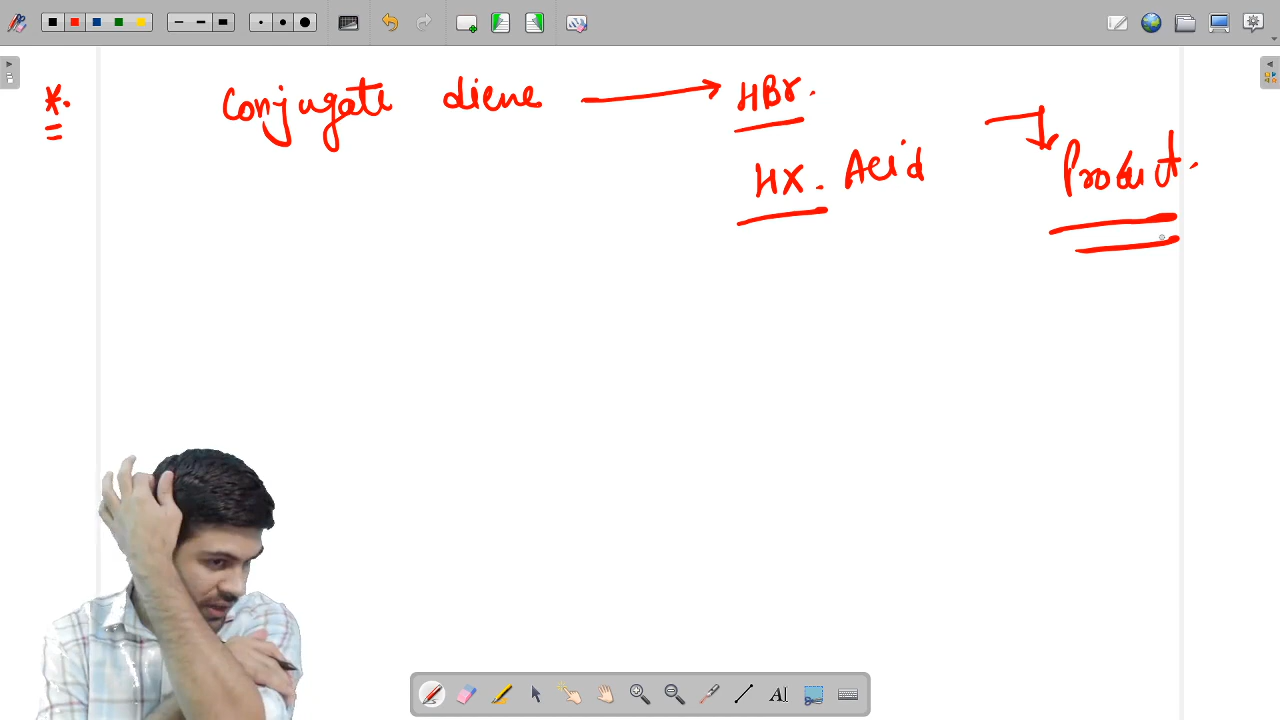 *. Conjugate diene → HBr.
HX. Acid
Product.